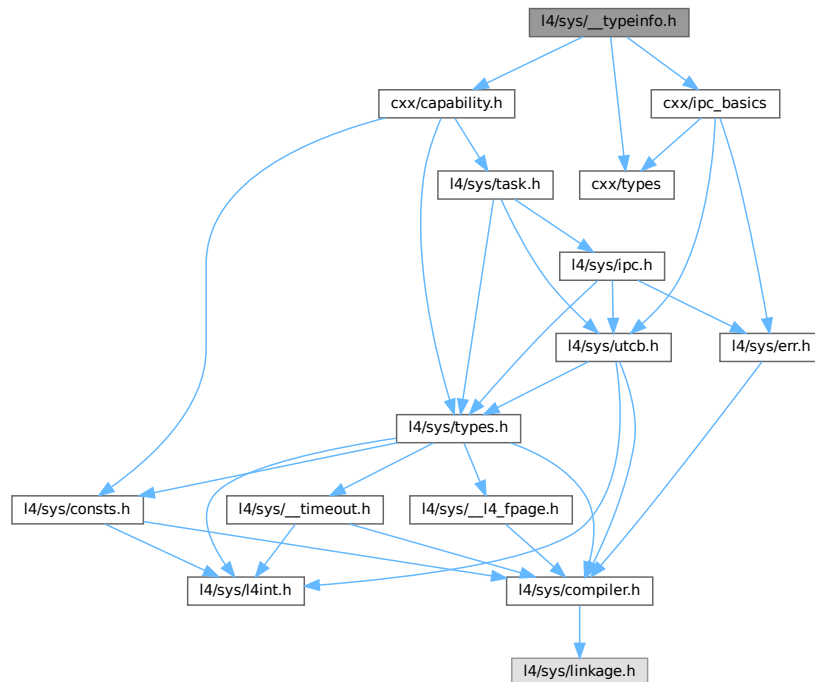 l4/sys/__typeinfo.h
cxx/capability.h
cxx/ipc_basics
l4/sys/task.h
cxx/types
l4/sys/ipc.h
l4/sys/utcb.h
l4/sys/err.h
l4/sys/types.h
l4/sys/consts.h
l4/sys/__timeout.h
l4/sys/__l4_fpage.h
l4/sys/l4int.h
l4/sys/compiler.h
l4/sys/linkage.h